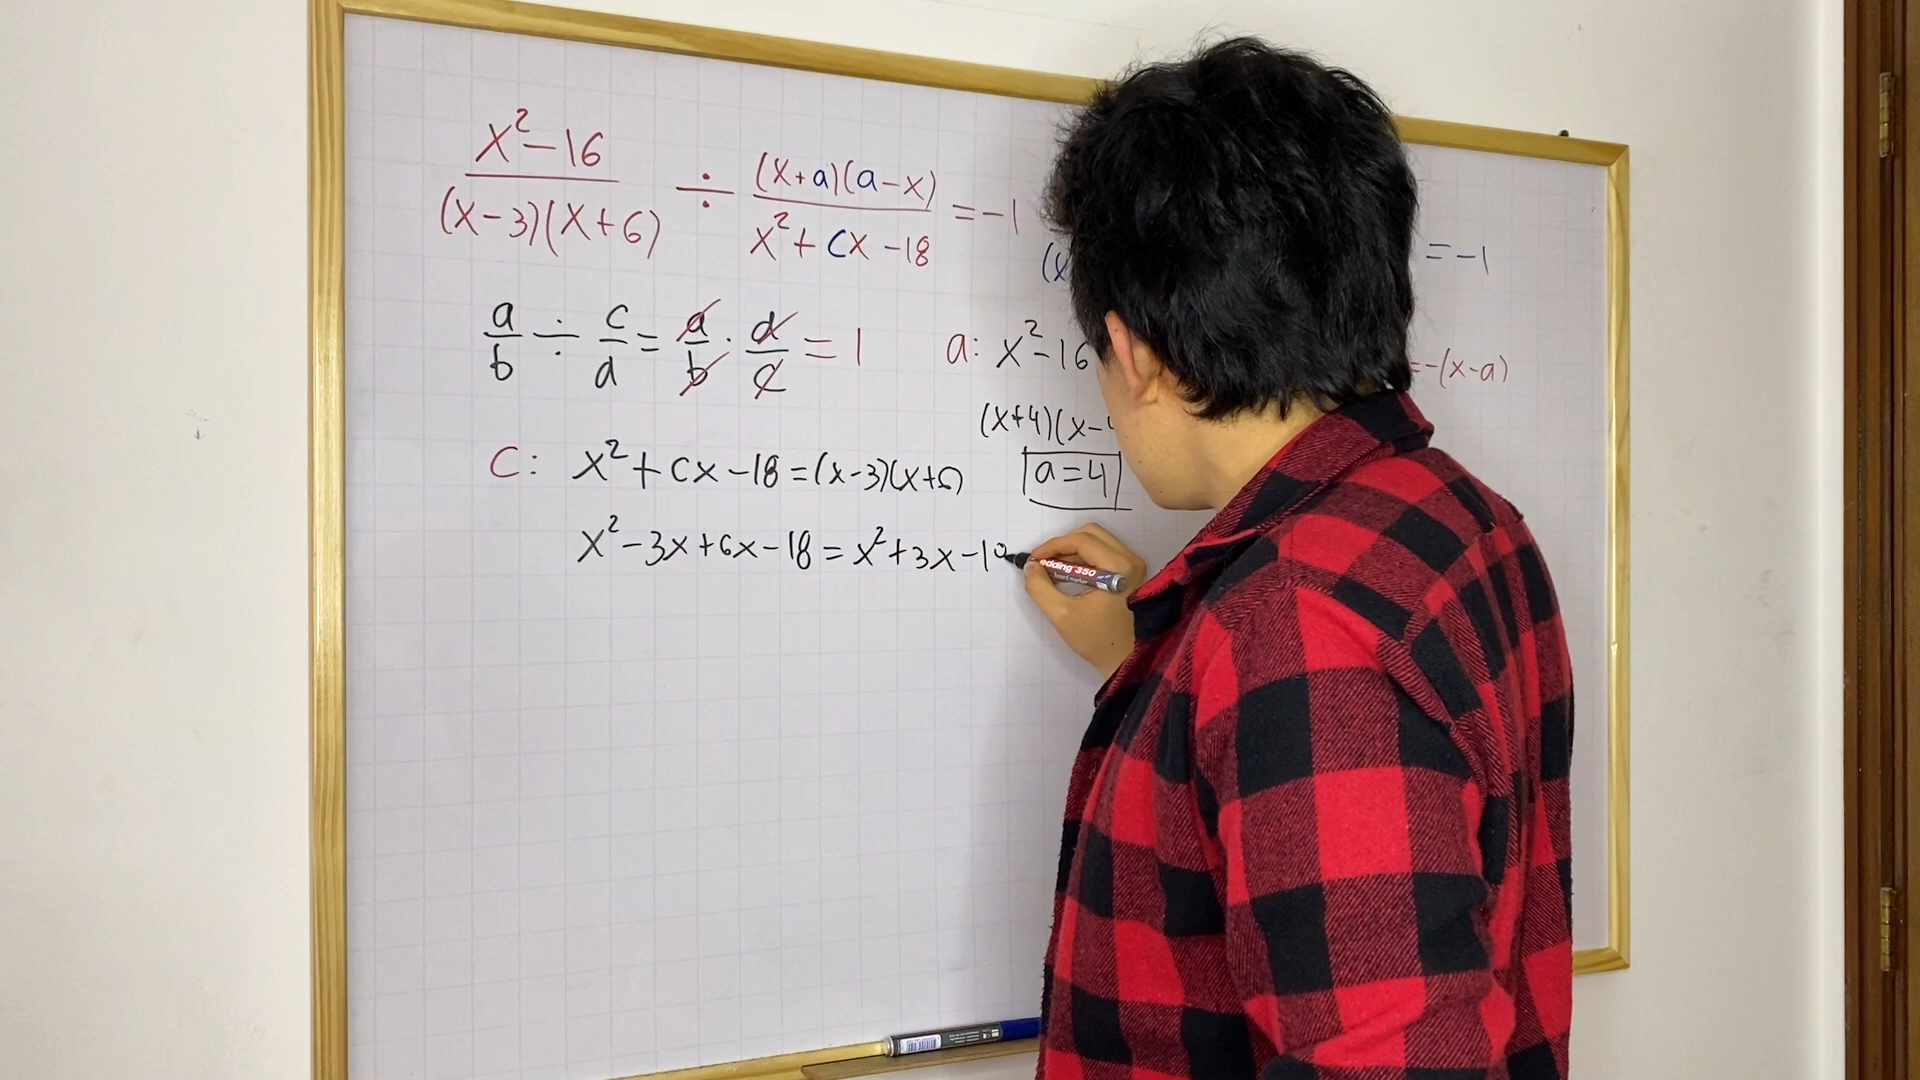 x²-16 / (x-3)(x+6) ÷ (x+a)(a-x) / x²+cx-18 = -1
(x = -1
a/b ÷ c/d = a/b · d/c = 1
a: x²-16
=-(x-a)
(x+4)(x-
a=4
C: x²+cx-18=(x-3)(x+6)
x²-3x+6x-18=x²+3x-1
edding 350